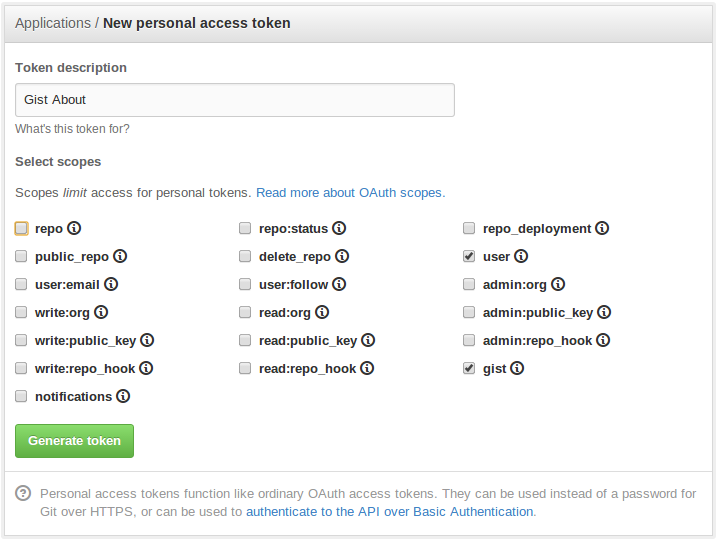 Applications / New personal access token
Token description
Gist About
What's this token for?
Select scopes
Scopes limit access for personal tokens. Read more about OAuth scopes.
repo repo:status repo_deployment
public_repo delete_repo user
user:email user:follow admin:org
write:org read:org admin:public_key
write:public_key read:public_key admin:repo_hook
write:repo_hook read:repo_hook gist
notifications
Generate token
Personal access tokens function like ordinary OAuth access tokens. They can be used instead of a password for
Git over HTTPS, or can be used to authenticate to the API over Basic Authentication.